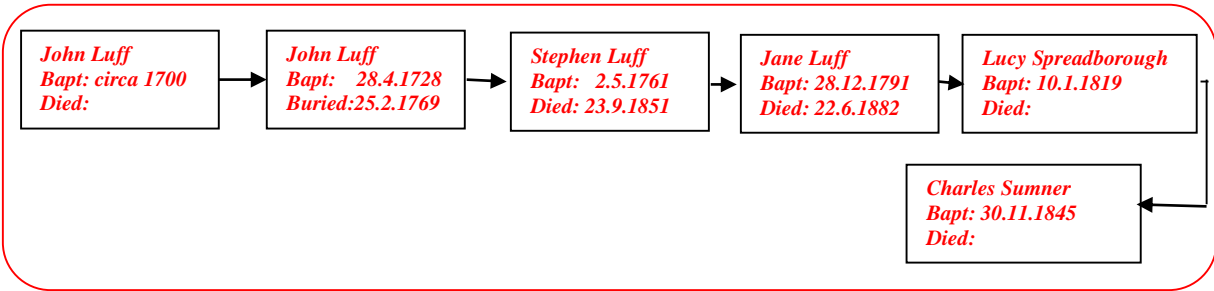 John Luff
Bapt: circa 1700
Died:
John Luff
Bapt: 28.4.1728
Buried:25.2.1769
Stephen Luff
Bapt: 2.5.1761
Died: 23.9.1851
Jane Luff
Bapt: 28.12.1791
Died: 22.6.1882
Lucy Spreadborough
Bapt: 10.1.1819
Died:
Charles Sumner
Bapt: 30.11.1845
Died: